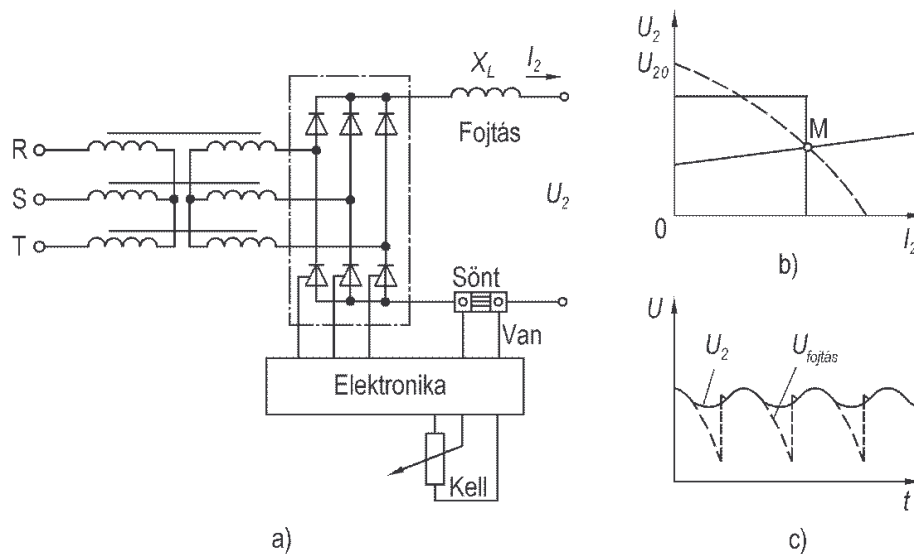 R
S
T
X_L
I_2
Fojtás
U_2
Sönt
Van
Elektronika
Kell
a)
U_2
U_20
M
0
I_2
b)
U
U_2
U_fojtás
t
c)